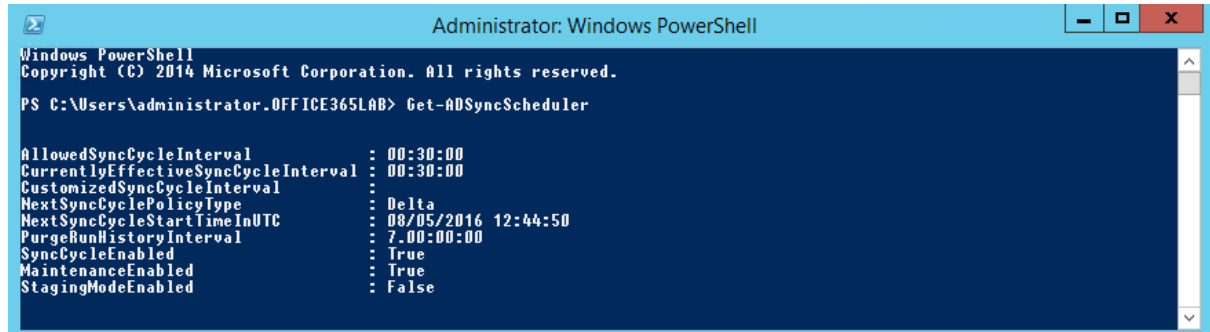 Administrator: Windows PowerShell
Windows PowerShell
Copyright (C) 2014 Microsoft Corporation. All rights reserved.
PS C:\Users\administrator.OFFICE365LAB> Get-ADSyncScheduler
AllowedSyncCycleInterval : 00:30:00
CurrentlyEffectiveSyncCycleInterval : 00:30:00
CustomizedSyncCycleInterval :
NextSyncCyclePolicyType : Delta
NextSyncCycleStartTimeInUTC : 08/05/2016 12:44:50
PurgeRunHistoryInterval : 7.00:00:00
SyncCycleEnabled : True
MaintenanceEnabled : True
StagingModeEnabled : False